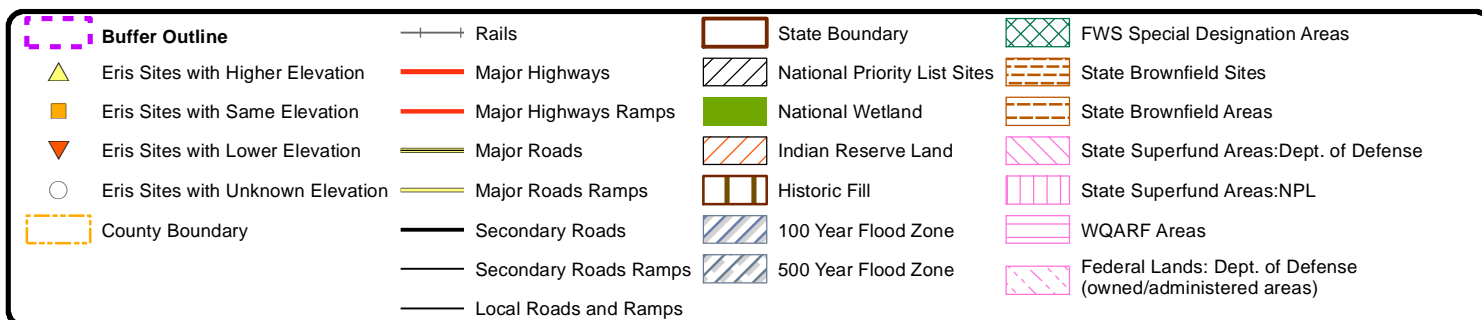 Buffer Outline
Eris Sites with Higher Elevation
Eris Sites with Same Elevation
Eris Sites with Lower Elevation
Eris Sites with Unknown Elevation
County Boundary
Rails
Major Highways
Major Highways Ramps
Major Roads
Major Roads Ramps
Secondary Roads
Secondary Roads Ramps
Local Roads and Ramps
State Boundary
National Priority List Sites
National Wetland
Indian Reserve Land
Historic Fill
100 Year Flood Zone
500 Year Flood Zone
FWS Special Designation Areas
State Brownfield Sites
State Brownfield Areas
State Superfund Areas:Dept. of Defense
State Superfund Areas:NPL
WQARF Areas
Federal Lands: Dept. of Defense
(owned/administered areas)